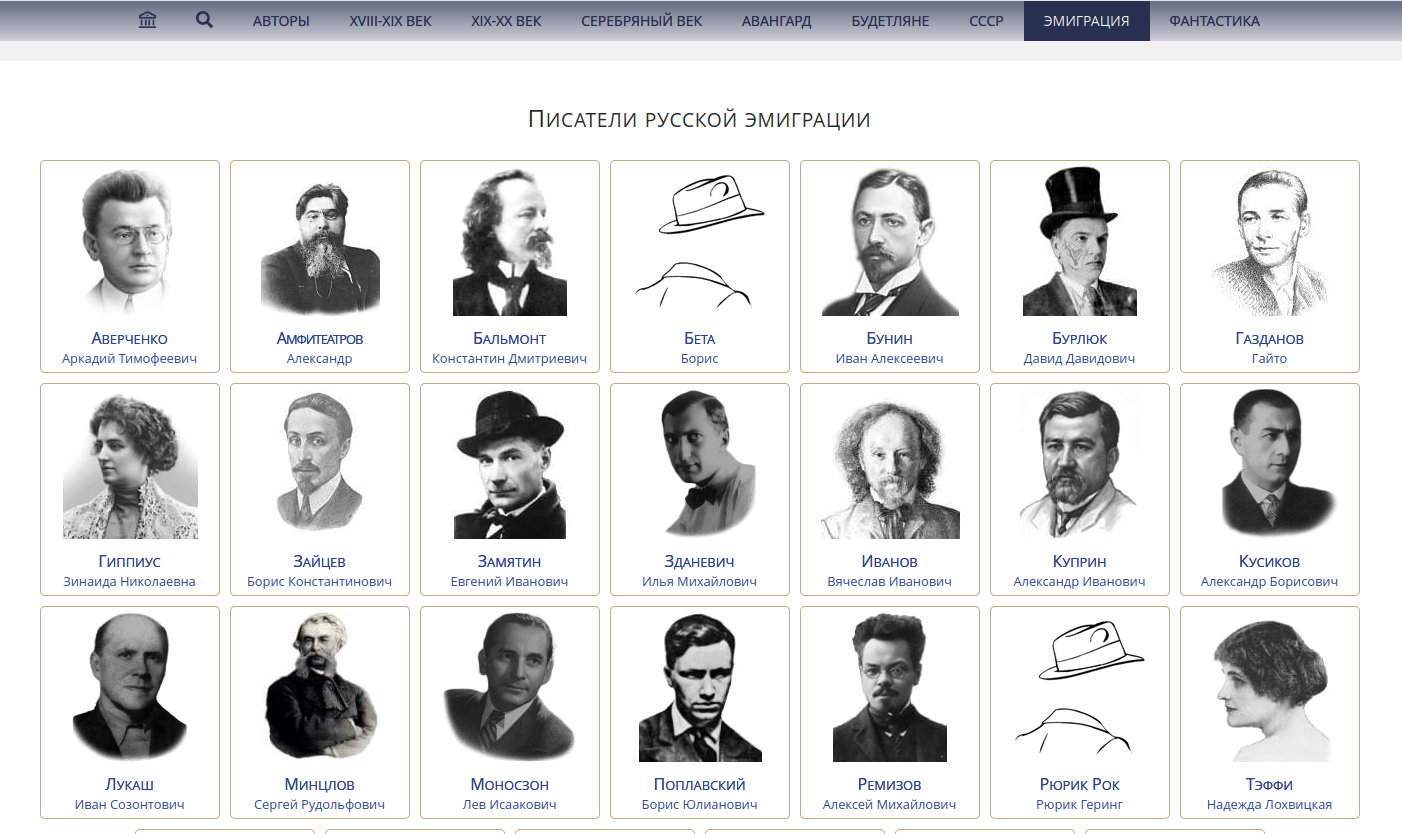 АВТОРЫ XVIII-XIX ВЕК XIX-XX ВЕК СЕРЕБРЯНЫЙ ВЕК АВАНГАРД БУДЕТЛЯНЕ СССР ЭМИГРАЦИЯ ФАНТАСТИКА
Писатели русской эмиграции
Аверченко
Аркадий Тимофеевич
Амфитеатров
Александр
Бальмонт
Константин Дмитриевич
Бета
Борис
Бунин
Иван Алексеевич
Бурлюк
Давид Давидович
Газданов
Гайто
Гиппиус
Зинаида Николаевна
Зайцев
Борис Константинович
Замятин
Евгений Иванович
Зданевич
Илья Михайлович
Иванов
Вячеслав Иванович
Куприн
Александр Иванович
Кусиков
Александр Борисович
Лукаш
Иван Созонтович
Минцлов
Сергей Рудольфович
Моносзон
Лев Исаакович
Поплавский
Борис Юлианович
Ремизов
Алексей Михайлович
Рюрик Рок
Рюрик Геринг
Тэффи
Надежда Лохвицкая